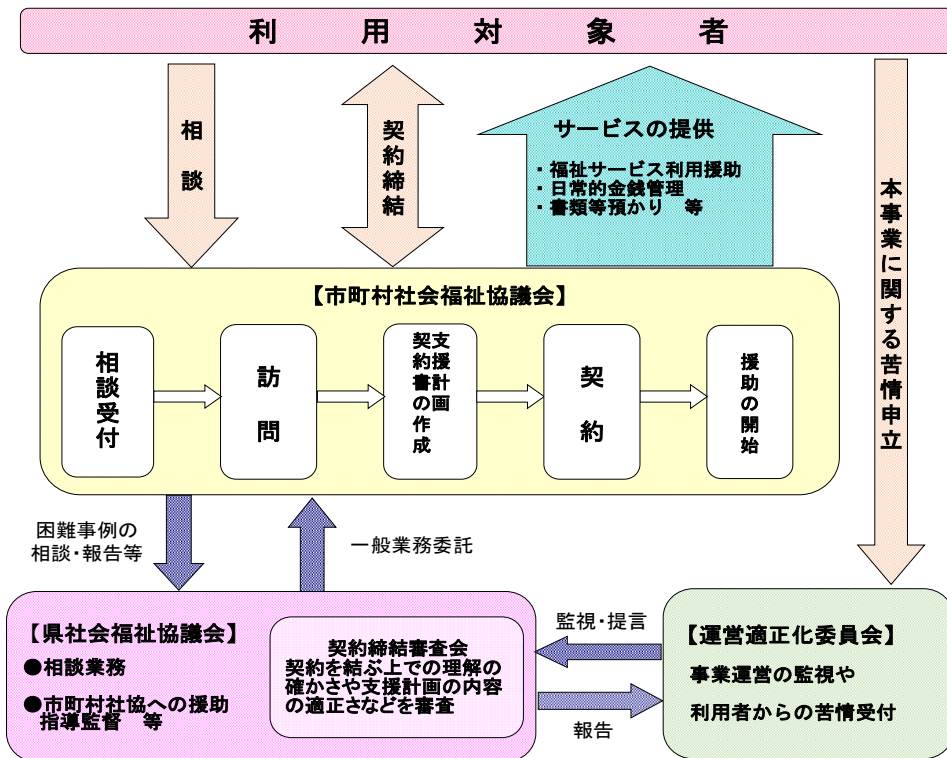 利用対象者
相談
契約締結
サービスの提供
・福祉サービス利用援助
・日常的金銭管理
・書類等預かり　等
本事業に関する苦情申立
【市町村社会福祉協議会】
相談受付
訪問
支援計画
契約書の作成
契約
援助の開始
困難事例の
相談・報告等
一般業務委託
【県社会福祉協議会】
●相談業務
●市町村社協への援助
指導監督　等
契約締結審査会
契約を結ぶ上での理解の
確かさや支援計画の内容
の適正さなどを審査
監視・提言
報告
【運営適正化委員会】
事業運営の監視や
利用者からの苦情受付